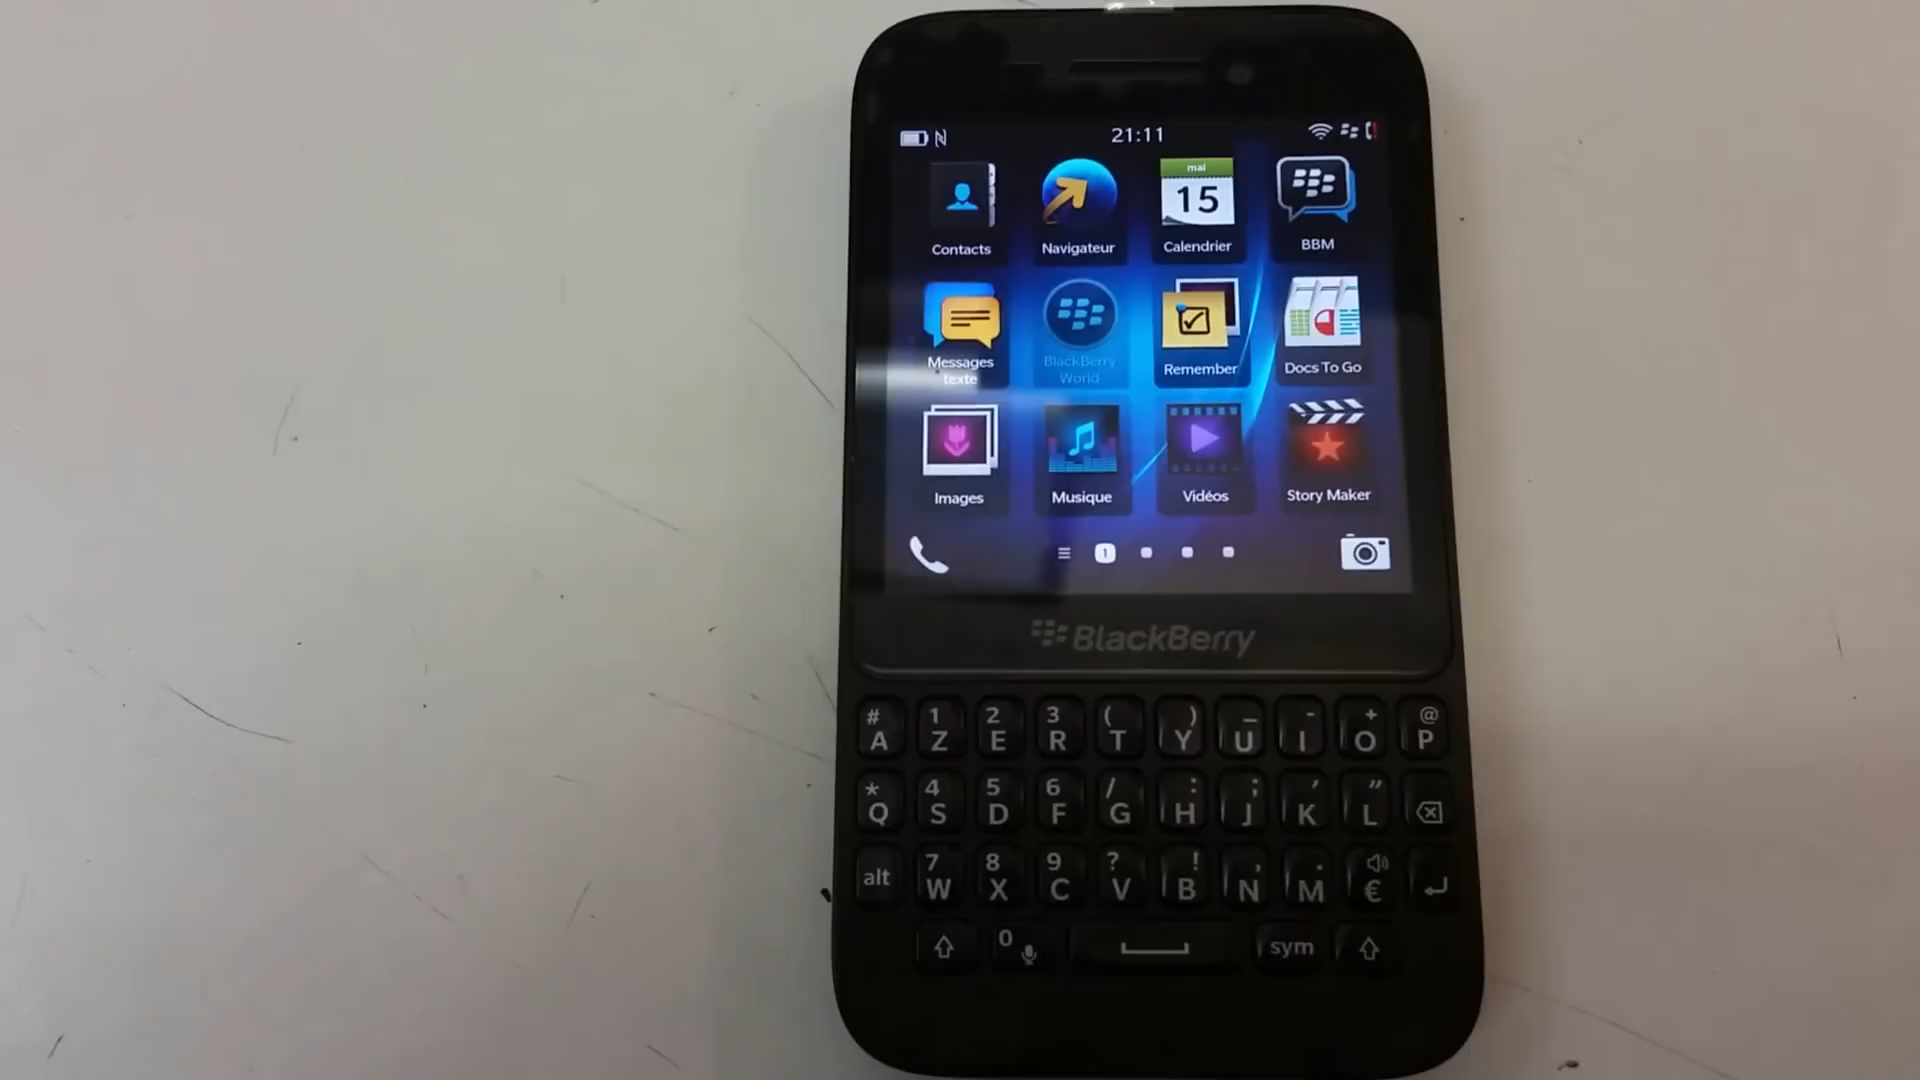 21:11
mai
15
Contacts
Navigateur
Calendrier
BBM
Messages
texte
BlackBerry
World
Remember
Docs To Go
Images
Musique
Vidéos
Story Maker
1
BlackBerry
# 1 2 3 ( ) _ - + @
A Z E R T Y U I O P
* 4 5 6 / : ; ' "
Q S D F G H J K L
7 8 9 ? ! , .
alt W X C V B N M €
0
sym